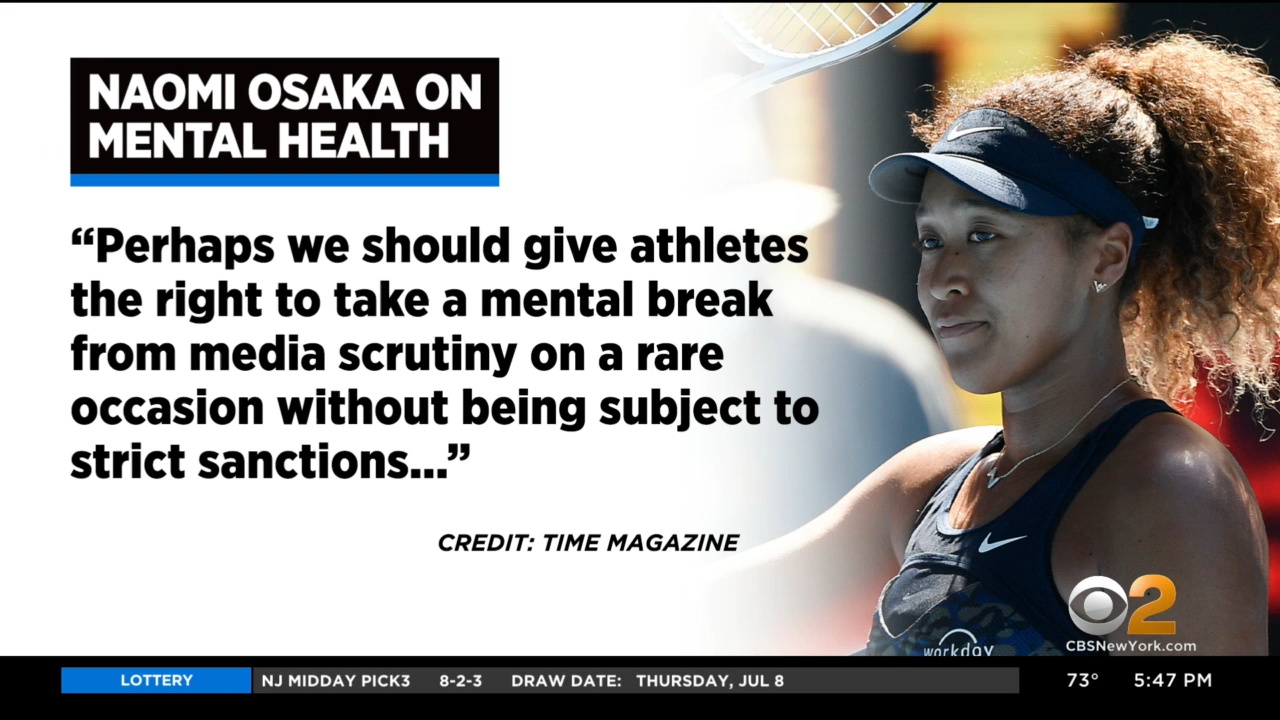 NAOMI OSAKA ON
MENTAL HEALTH
“Perhaps we should give athletes
the right to take a mental break
from media scrutiny on a rare
occasion without being subject to
strict sanctions...”
CREDIT: TIME MAGAZINE
workday
2
CBSNewYork.com
LOTTERY NJ MIDDAY PICK3 8-2-3 DRAW DATE: THURSDAY, JUL 8 73° 5:47 PM